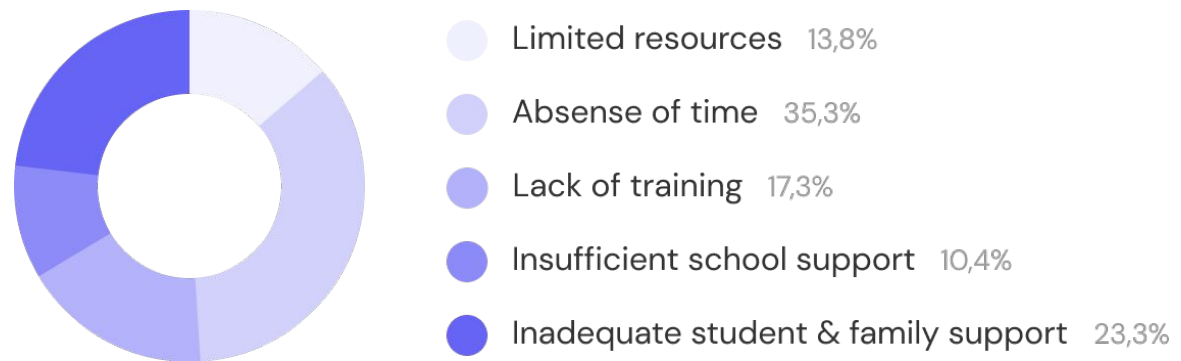 Limited resources 13,8%
Absense of time 35,3%
Lack of training 17,3%
Insufficient school support 10,4%
Inadequate student & family support 23,3%